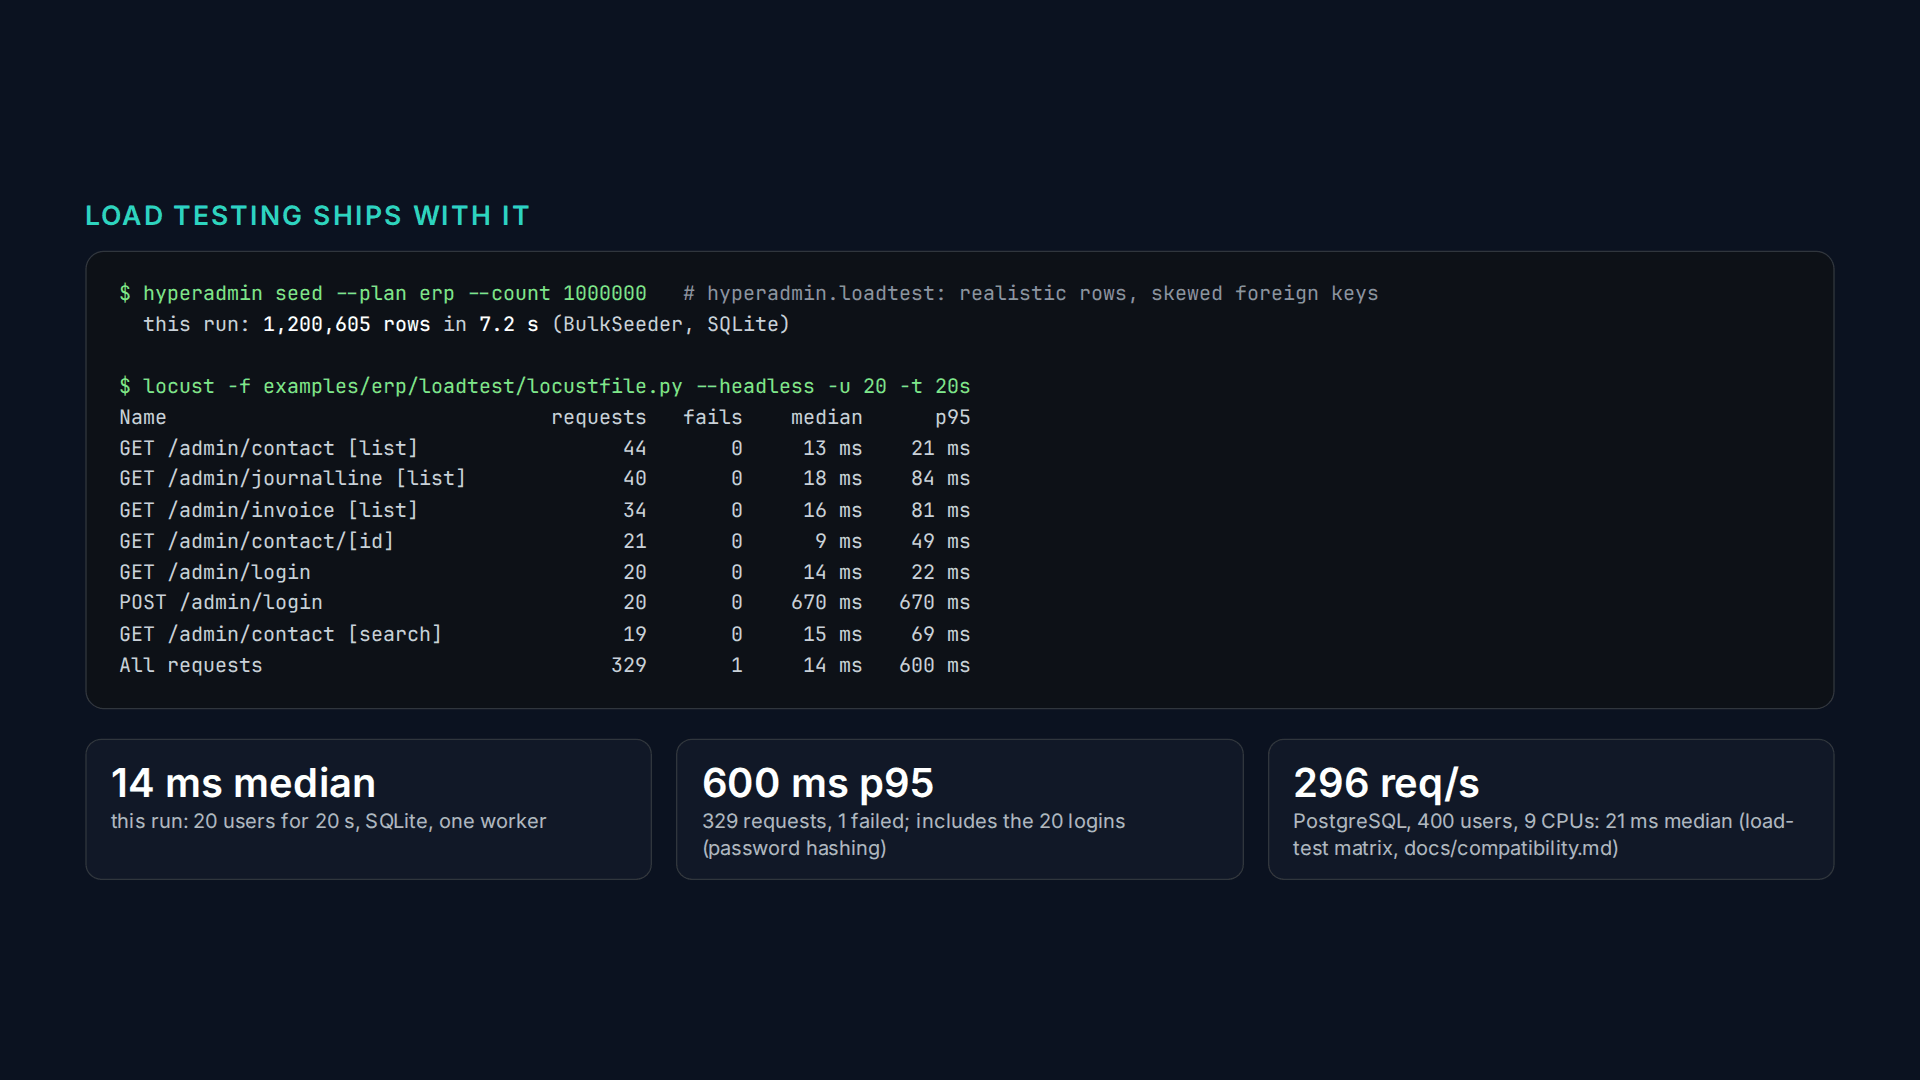 LOAD TESTING SHIPS WITH IT
$ hyperadmin seed --plan erp --count 1000000   # hyperadmin.loadtest: realistic rows, skewed foreign keys
this run: 1,200,605 rows in 7.2 s (BulkSeeder, SQLite)
$ locust -f examples/erp/loadtest/locustfile.py --headless -u 20 -t 20s
Name requests fails median p95
GET /admin/contact [list] 44 0 13 ms 21 ms
GET /admin/journalline [list] 40 0 18 ms 84 ms
GET /admin/invoice [list] 34 0 16 ms 81 ms
GET /admin/contact/[id] 21 0 9 ms 49 ms
GET /admin/login 20 0 14 ms 22 ms
POST /admin/login 20 0 670 ms 670 ms
GET /admin/contact [search] 19 0 15 ms 69 ms
All requests 329 1 14 ms 600 ms
14 ms median
this run: 20 users for 20 s, SQLite, one worker
600 ms p95
329 requests, 1 failed; includes the 20 logins
(password hashing)
296 req/s
PostgreSQL, 400 users, 9 CPUs: 21 ms median (load-
test matrix, docs/compatibility.md)